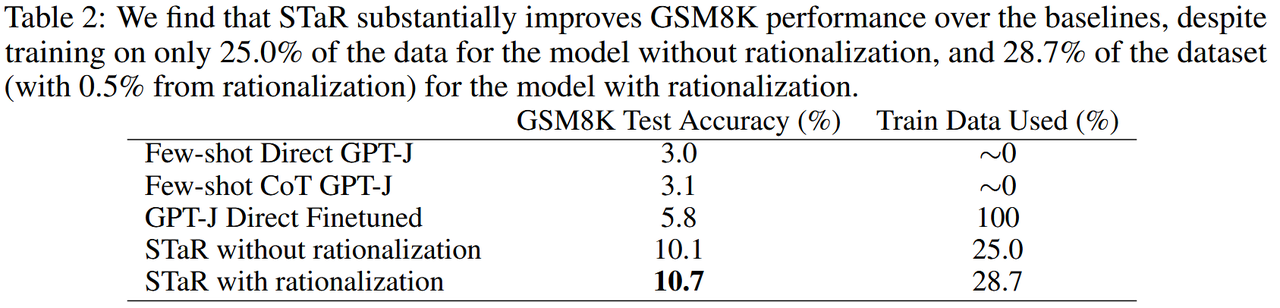 Table 2: We find that STaR substantially improves GSM8K performance over the baselines, despite
training on only 25.0% of the data for the model without rationalization, and 28.7% of the dataset
(with 0.5% from rationalization) for the model with rationalization.
GSM8K Test Accuracy (%) Train Data Used (%)
Few-shot Direct GPT-J 3.0 ∼0
Few-shot CoT GPT-J 3.1 ∼0
GPT-J Direct Finetuned 5.8 100
STaR without rationalization 10.1 25.0
STaR with rationalization 10.7 28.7